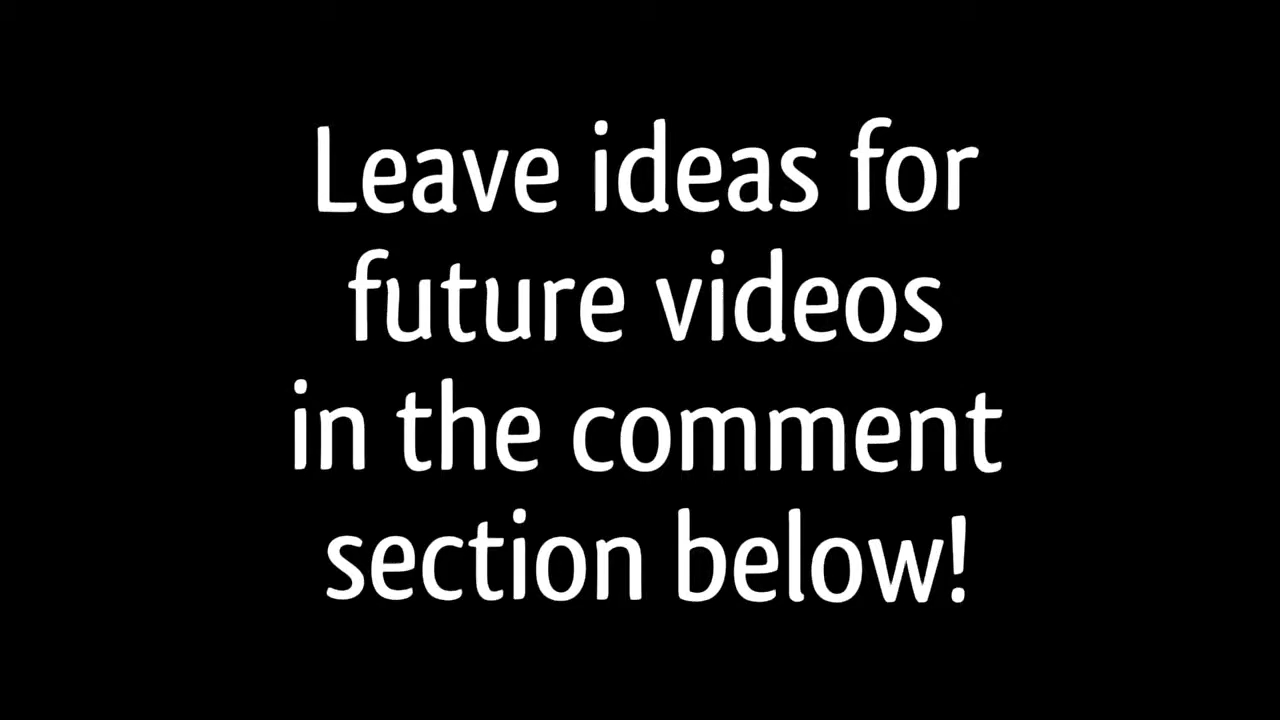 Leave ideas for
future videos
in the comment
section below!